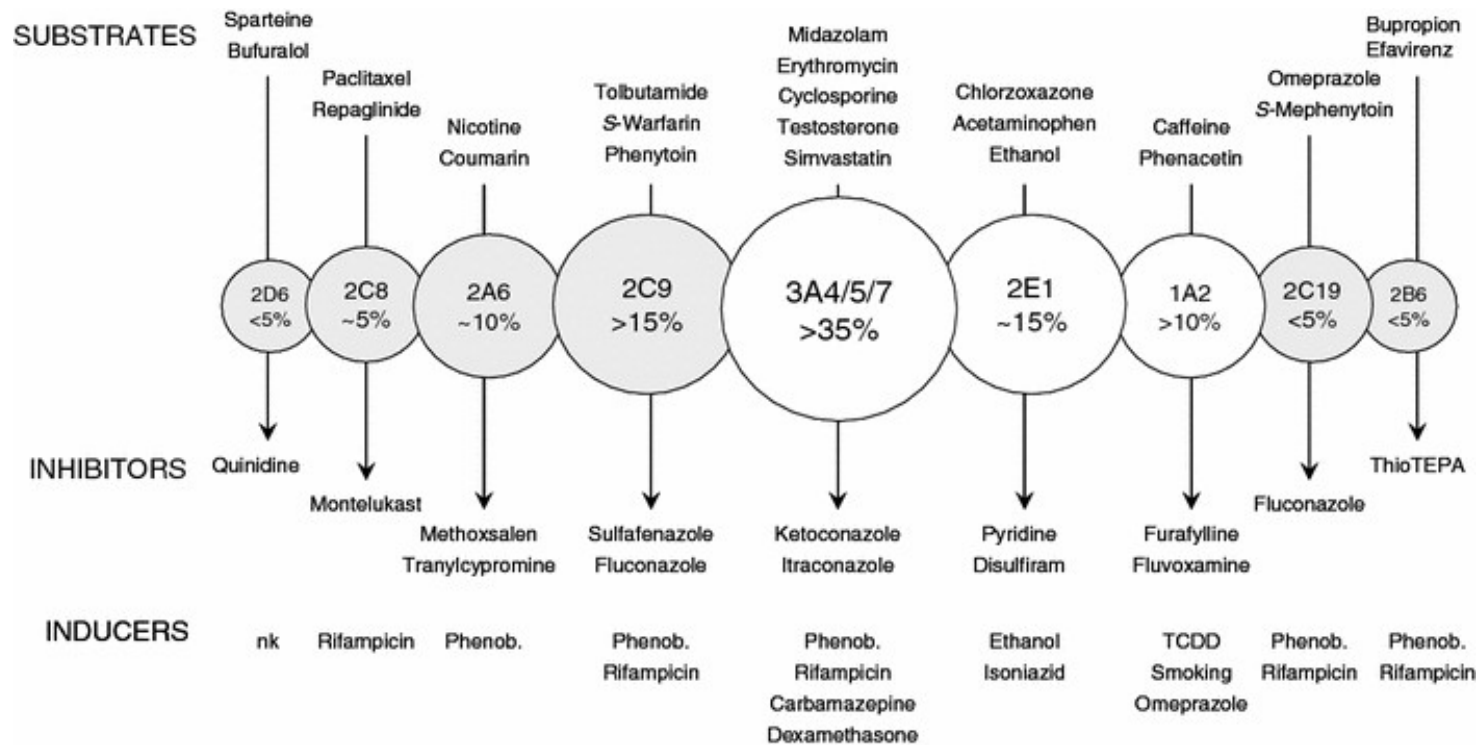 SUBSTRATES
Sparteine
Bufuralol
Paclitaxel
Repaglinide
Nicotine
Coumarin
Tolbutamide
S-Warfarin
Phenytoin
Midazolam
Erythromycin
Cyclosporine
Testosterone
Simvastatin
Chlorzoxazone
Acetaminophen
Ethanol
Caffeine
Phenacetin
Omeprazole
S-Mephenytoin
Bupropion
Efavirenz
2D6
<5%
2C8
~5%
2A6
~10%
2C9
>15%
3A4/5/7
>35%
2E1
~15%
1A2
>10%
2C19
<5%
2B6
<5%
INHIBITORS
Quinidine
Montelukast
Methoxsalen
Tranylcypromine
Sulfafenazole
Fluconazole
Ketoconazole
Itraconazole
Pyridine
Disulfiram
Furafylline
Fluvoxamine
Fluconazole
ThioTEPA
INDUCERS
nk
Rifampicin
Phenob.
Phenob.
Rifampicin
Phenob.
Rifampicin
Carbamazepine
Dexamethasone
Ethanol
Isoniazid
TCDD
Smoking
Omeprazole
Phenob.
Rifampicin
Phenob.
Rifampicin